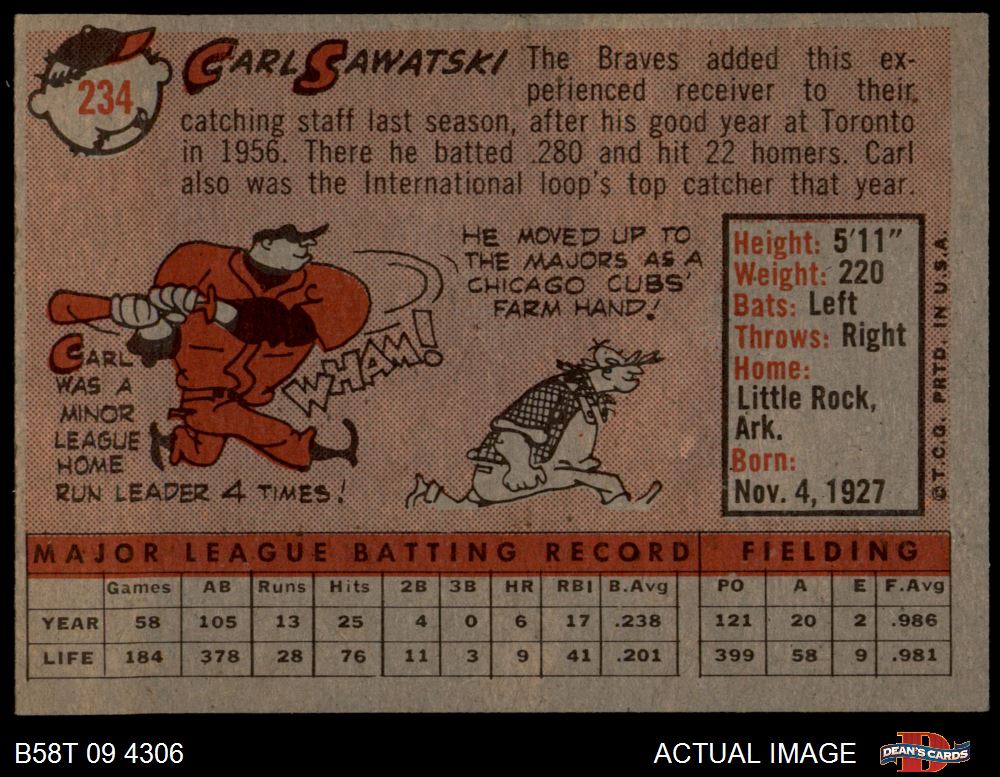 234
CARL SAWATSKI
The Braves added this ex-
perienced receiver to their
catching staff last season, after his good year at Toronto
in 1956. There he batted .280 and hit 22 homers. Carl
also was the International loop's top catcher that year.
CARL
WAS A
MINOR
LEAGUE
HOME
RUN LEADER 4 TIMES!
WHAM!
HE MOVED UP TO
THE MAJORS AS A
CHICAGO CUBS'
FARM HAND!
Height: 5'11"
Weight: 220
Bats: Left
Throws: Right
Home:
Little Rock,
Ark.
Born:
Nov. 4, 1927
©T.C.G. PRTD. IN U.S.A.
MAJOR LEAGUE BATTING RECORD FIELDING
Games AB Runs Hits 2B 3B HR RBI B.Avg PO A E F.Avg
YEAR 58 105 13 25 4 0 6 17 .238 121 20 2 .986
LIFE 184 378 28 76 11 3 9 41 .201 399 58 9 .981
B58T 09 4306
ACTUAL IMAGE
D
DEAN'S CARDS